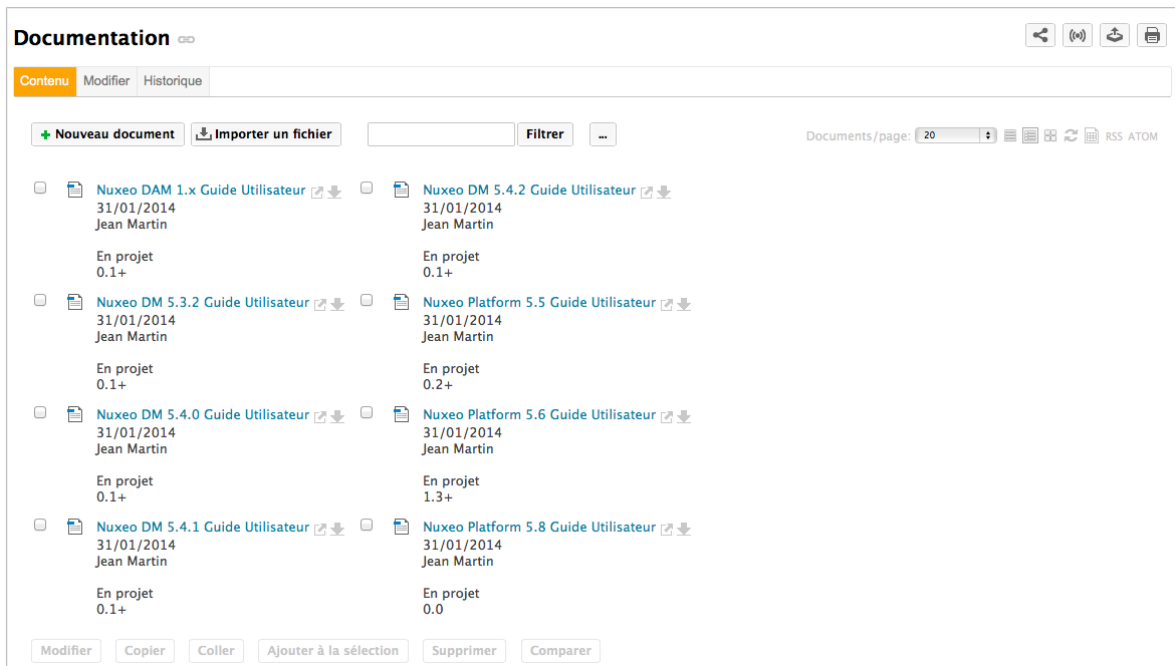 Documentation
Contenu Modifier Historique
+ Nouveau document Importer un fichier Filtrer ... Documents/page: 20 RSS ATOM
Nuxeo DAM 1.x Guide Utilisateur
31/01/2014
Jean Martin
En projet
0.1+
Nuxeo DM 5.4.2 Guide Utilisateur
31/01/2014
Jean Martin
En projet
0.1+
Nuxeo DM 5.3.2 Guide Utilisateur
31/01/2014
Jean Martin
En projet
0.1+
Nuxeo Platform 5.5 Guide Utilisateur
31/01/2014
Jean Martin
En projet
0.2+
Nuxeo DM 5.4.0 Guide Utilisateur
31/01/2014
Jean Martin
En projet
0.1+
Nuxeo Platform 5.6 Guide Utilisateur
31/01/2014
Jean Martin
En projet
1.3+
Nuxeo DM 5.4.1 Guide Utilisateur
31/01/2014
Jean Martin
En projet
0.1+
Nuxeo Platform 5.8 Guide Utilisateur
31/01/2014
Jean Martin
En projet
0.0
Modifier Copier Coller Ajouter à la sélection Supprimer Comparer